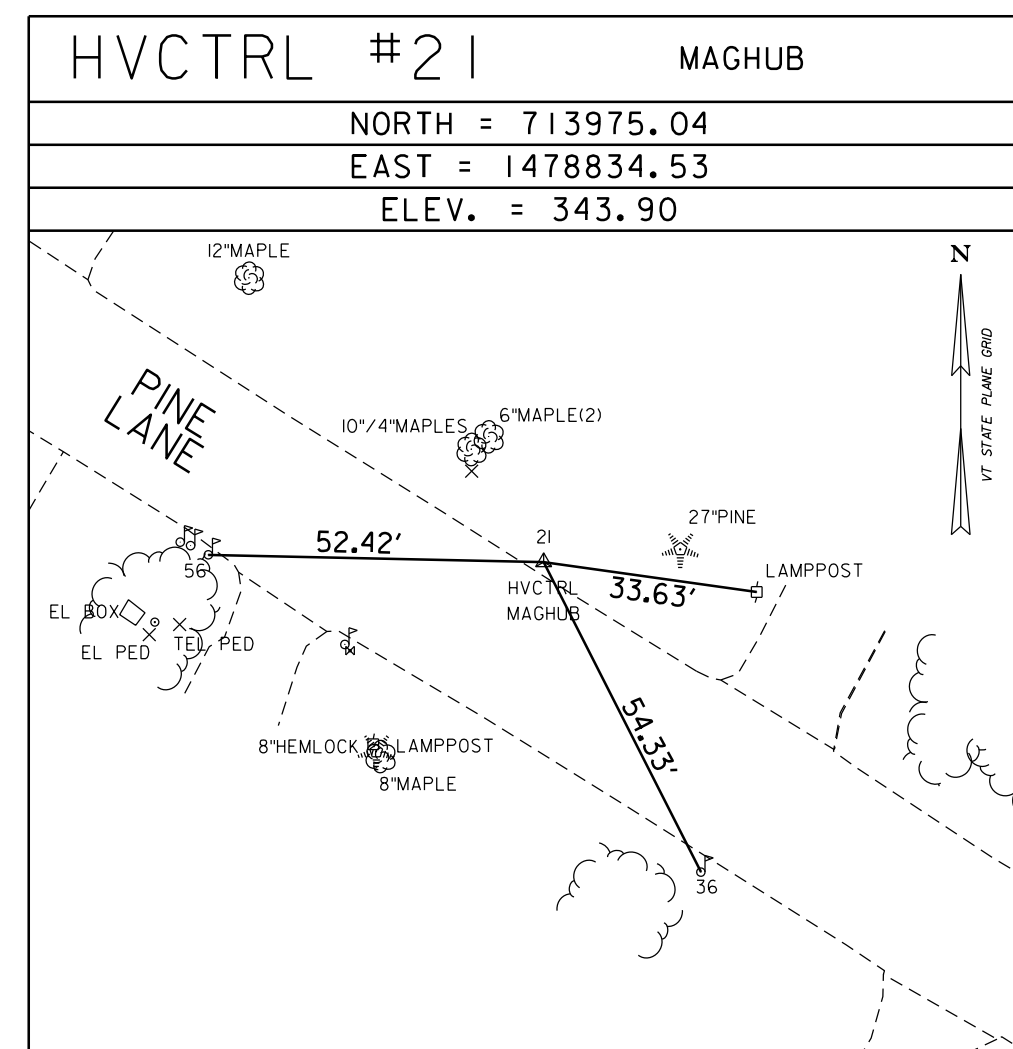 HVCTRL #21 MAGHUB
NORTH = 713975.04
EAST = 1478834.53
ELEV. = 343.90
12"MAPLE
N
VT STATE PLANE GRID
PINE
LANE
10"/4"MAPLES
6"MAPLE(2)
27"PINE
52.42'
21
HVCTRL
MAGHUB
33.63'
LAMPPOST
56
EL BOX
EL PED
TEL PED
54.33'
8"HEMLOCK
LAMPPOST
8"MAPLE
36